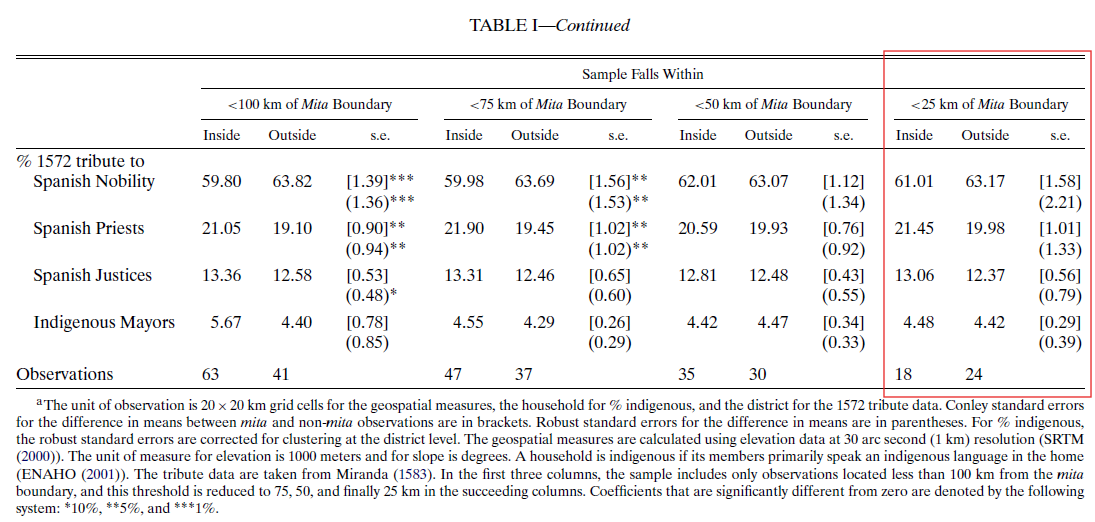 TABLE I—Continued
Sample Falls Within
<100 km of Mita Boundary <75 km of Mita Boundary <50 km of Mita Boundary <25 km of Mita Boundary
Inside Outside s.e. Inside Outside s.e. Inside Outside s.e. Inside Outside s.e.
% 1572 tribute to
Spanish Nobility 59.80 63.82 [1.39]*** 59.98 63.69 [1.56]** 62.01 63.07 [1.12] 61.01 63.17 [1.58]
(1.36)*** (1.53)** (1.34) (2.21)
Spanish Priests 21.05 19.10 [0.90]** 21.90 19.45 [1.02]** 20.59 19.93 [0.76] 21.45 19.98 [1.01]
(0.94)** (1.02)** (0.92) (1.33)
Spanish Justices 13.36 12.58 [0.53] 13.31 12.46 [0.65] 12.81 12.48 [0.43] 13.06 12.37 [0.56]
(0.48)* (0.60) (0.55) (0.79)
Indigenous Mayors 5.67 4.40 [0.78] 4.55 4.29 [0.26] 4.42 4.47 [0.34] 4.48 4.42 [0.29]
(0.85) (0.29) (0.33) (0.39)
Observations 63 41 47 37 35 30 18 24
aThe unit of observation is 20 × 20 km grid cells for the geospatial measures, the household for % indigenous, and the district for the 1572 tribute data. Conley standard errors
for the difference in means between mita and non-mita observations are in brackets. Robust standard errors for the difference in means are in parentheses. For % indigenous,
the robust standard errors are corrected for clustering at the district level. The geospatial measures are calculated using elevation data at 30 arc second (1 km) resolution (SRTM
(2000)). The unit of measure for elevation is 1000 meters and for slope is degrees. A household is indigenous if its members primarily speak an indigenous language in the home
(ENAHO (2001)). The tribute data are taken from Miranda (1583). In the first three columns, the sample includes only observations located less than 100 km from the mita
boundary, and this threshold is reduced to 75, 50, and finally 25 km in the succeeding columns. Coefficients that are significantly different from zero are denoted by the following
system: *10%, **5%, and ***1%.